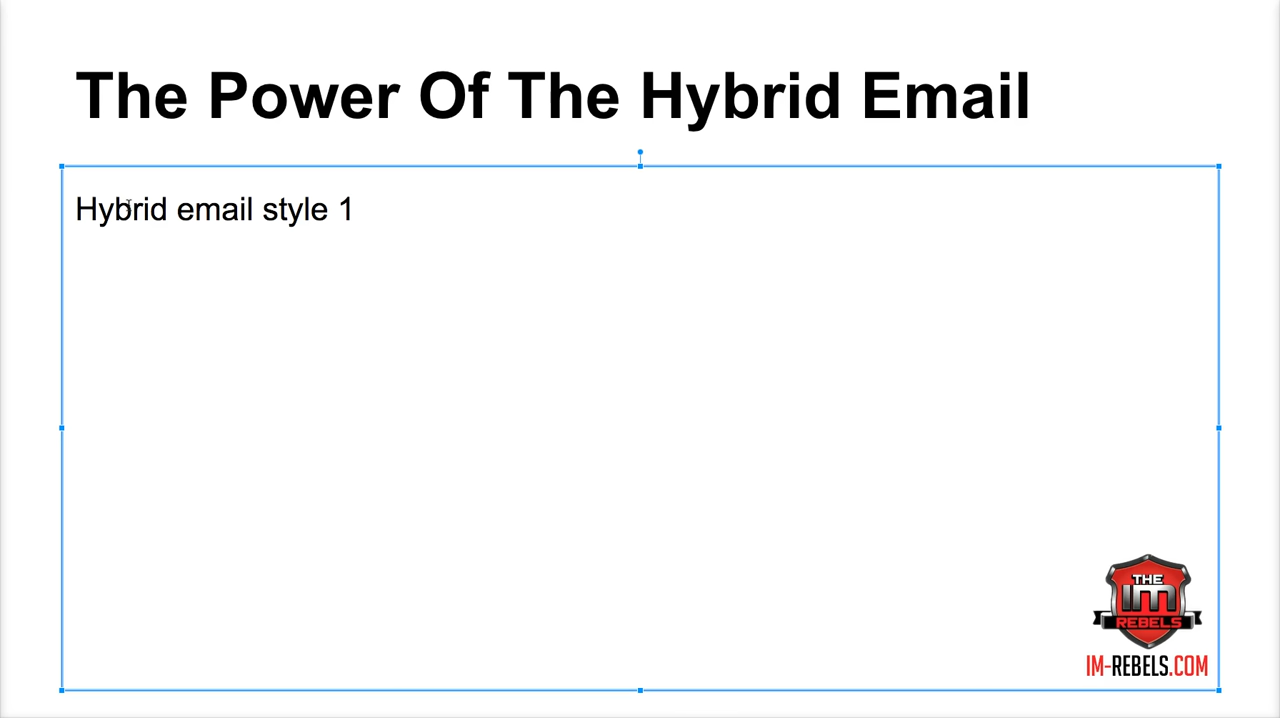 The Power Of The Hybrid Email
Hybrid email style 1
THE
IM
REBELS
IM-REBELS.COM